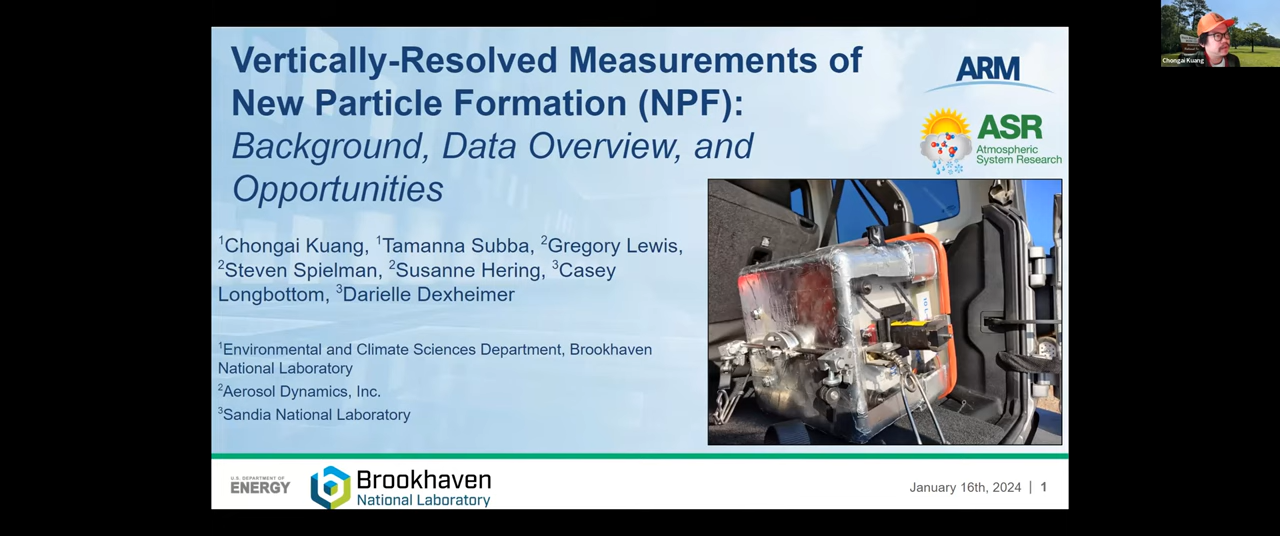 Vertically-Resolved Measurements of
New Particle Formation (NPF):
Background, Data Overview, and
Opportunities
ARM
ASR
Atmospheric
System Research
Chongai Kuang
¹Chongai Kuang, ¹Tamanna Subba, ²Gregory Lewis,
²Steven Spielman, ²Susanne Hering, ³Casey
Longbottom, ³Darielle Dexheimer
¹Environmental and Climate Sciences Department, Brookhaven
National Laboratory
²Aerosol Dynamics, Inc.
³Sandia National Laboratory
U.S. DEPARTMENT OF
ENERGY
Brookhaven
National Laboratory
January 16th, 2024 | 1